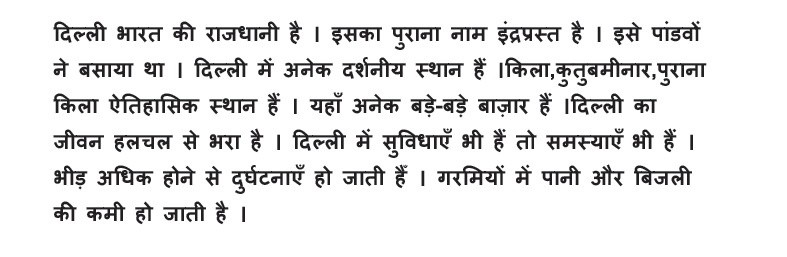 दिल्ली भारत की राजधानी है । इसका पुराना नाम इंद्रप्रस्त है । इसे पांडवों
ने बसाया था । दिल्ली में अनेक दर्शनीय स्थान हैं ।किला,कुतुबमीनार,पुराना
किला ऐतिहासिक स्थान हैं । यहाँ अनेक बड़े-बड़े बाज़ार हैं ।दिल्ली का
जीवन हलचल से भरा है । दिल्ली में सुविधाएँ भी हैं तो समस्याएँ भी हैं ।
भीड़ अधिक होने से दुर्घटनाएँ हो जाती हैँ । गरमियों में पानी और बिजली
की कमी हो जाती है ।